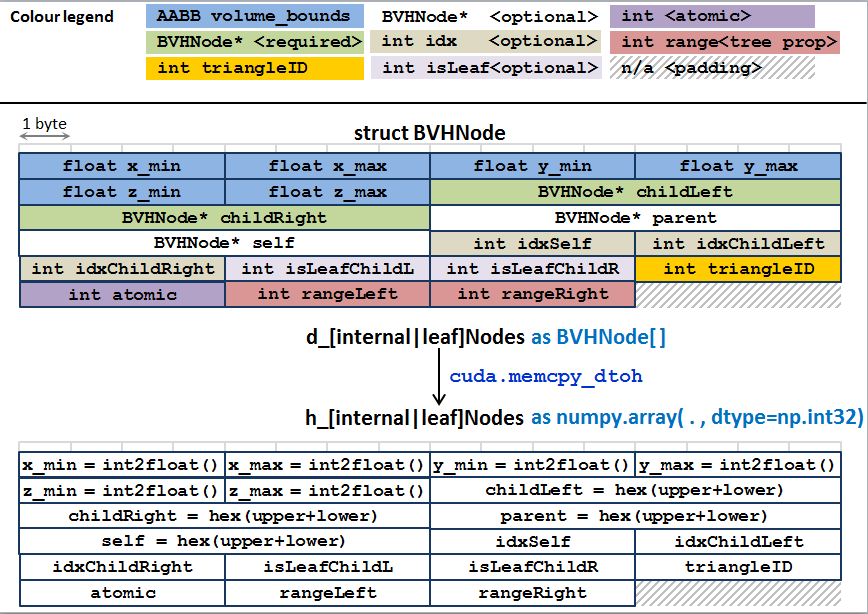 Colour legend
AABB volume_bounds
BVHNode* <optional>
int <atomic>
BVHNode* <required>
int idx <optional>
int range<tree prop>
int triangleID
int isLeaf<optional>
n/a <padding>
1 byte
struct BVHNode
float x_min float x_max float y_min float y_max
float z_min float z_max BVHNode* childLeft
BVHNode* childRight BVHNode* parent
BVHNode* self int idxSelf int idxChildLeft
int idxChildRight int isLeafChildL int isLeafChildR int triangleID
int atomic int rangeLeft int rangeRight
d_[internal|leaf]Nodes as BVHNode[]
cuda.memcpy_dtoh
h_[internal|leaf]Nodes as numpy.array( . , dtype=np.int32)
x_min = int2float() x_max = int2float() y_min = int2float() y_max = int2float()
z_min = int2float() z_max = int2float() childLeft = hex(upper+lower)
childRight = hex(upper+lower) parent = hex(upper+lower)
self = hex(upper+lower) idxSelf idxChildLeft
idxChildRight isLeafChildL isLeafChildR triangleID
atomic rangeLeft rangeRight